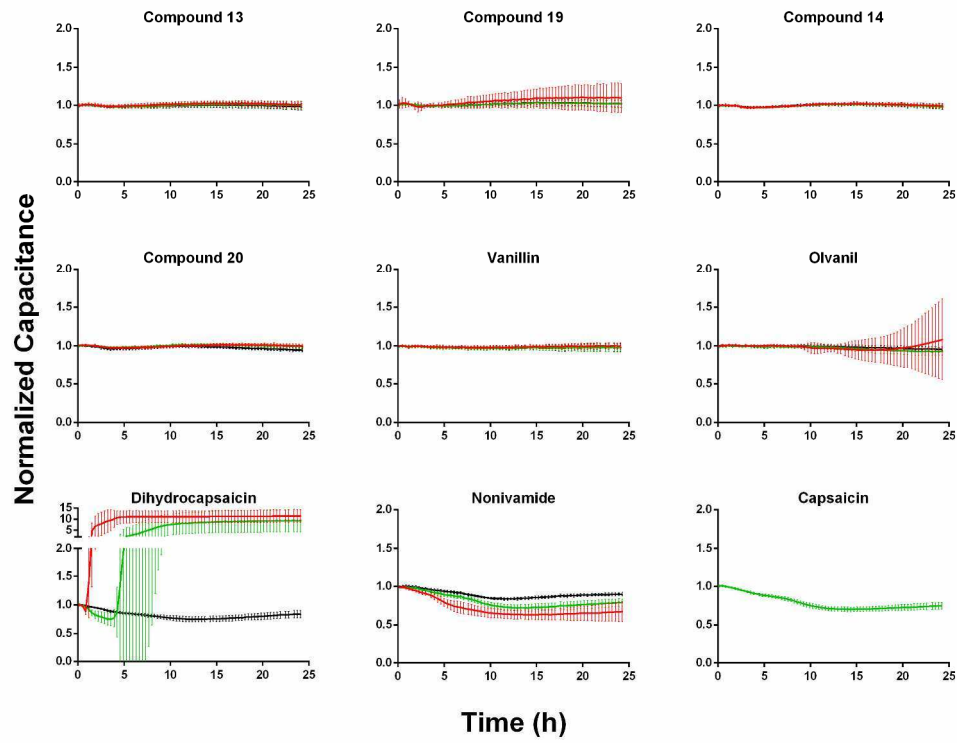 Compound 13
Compound 19
Compound 14
2.0
1.5
1.0
0.5
0.0
0 5 10 15 20 25
2.0
1.5
1.0
0.5
0.0
0 5 10 15 20 25
2.0
1.5
1.0
0.5
0.0
0 5 10 15 20 25
Normalized Capacitance
Compound 20
Vanillin
Olvanil
2.0
1.5
1.0
0.5
0.0
0 5 10 15 20 25
2.0
1.5
1.0
0.5
0.0
0 5 10 15 20 25
2.0
1.5
1.0
0.5
0.0
0 5 10 15 20 25
Dihydrocapsaicin
Nonivamide
Capsaicin
15
10
5
2.0
1.5
1.0
0.5
0.0
0 5 10 15 20 25
2.0
1.5
1.0
0.5
0.0
0 5 10 15 20 25
2.0
1.5
1.0
0.5
0.0
0 5 10 15 20 25
Time (h)